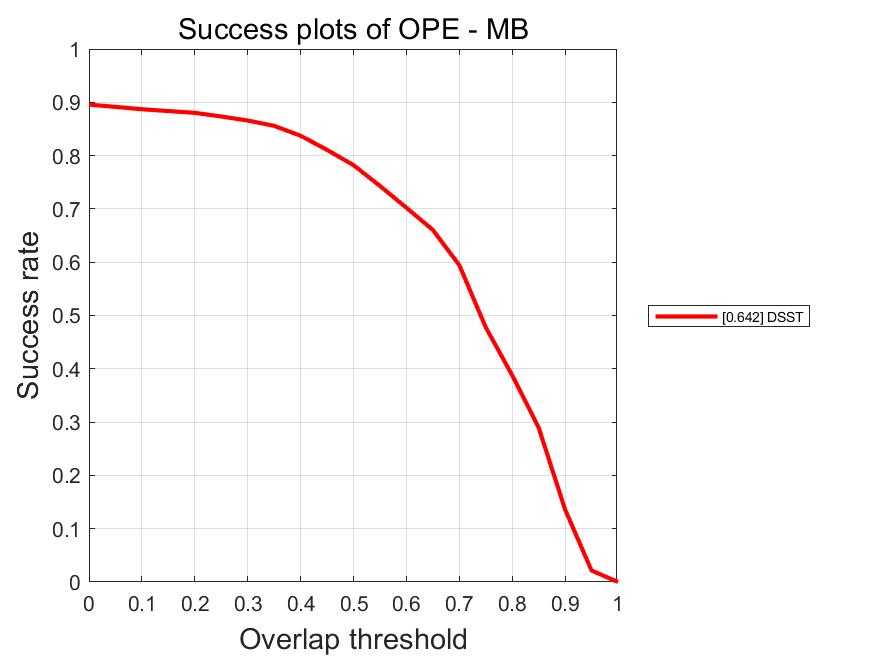 Success plots of OPE - MB
1
0.9
0.8
0.7
0.6
0.5
0.4
0.3
0.2
0.1
0
Success rate
0 0.1 0.2 0.3 0.4 0.5 0.6 0.7 0.8 0.9 1
Overlap threshold
[0.642] DSST